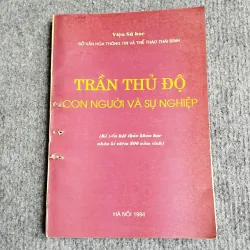 Viện Sử học
SỞ VĂN HÓA THÔNG TIN VÀ THỂ THAO THÁI BÌNH
TRẦN THỦ ĐỘ
CON NGƯỜI VÀ SỰ NGHIỆP
(Kỷ yếu hội thảo khoa học
nhân kỉ niệm 800 năm sinh)
HÀ NỘI 1994